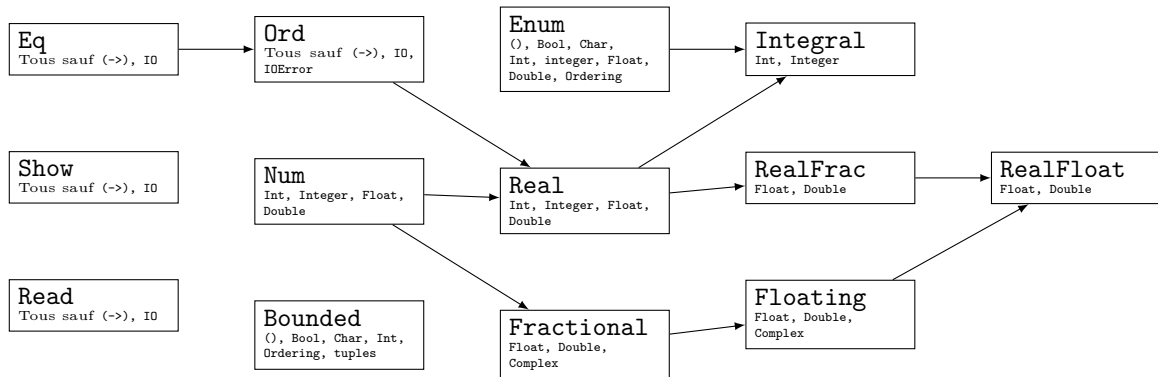 Eq
Tous sauf (->), IO
Ord
Tous sauf (->), IO,
IOError
Enum
(), Bool, Char,
Int, integer, Float,
Double, Ordering
Integral
Int, Integer
Show
Tous sauf (->), IO
Num
Int, Integer, Float,
Double
Real
Int, Integer, Float,
Double
RealFrac
Float, Double
RealFloat
Float, Double
Read
Tous sauf (->), IO
Bounded
(), Bool, Char, Int,
Ordering, tuples
Fractional
Float, Double,
Complex
Floating
Float, Double,
Complex